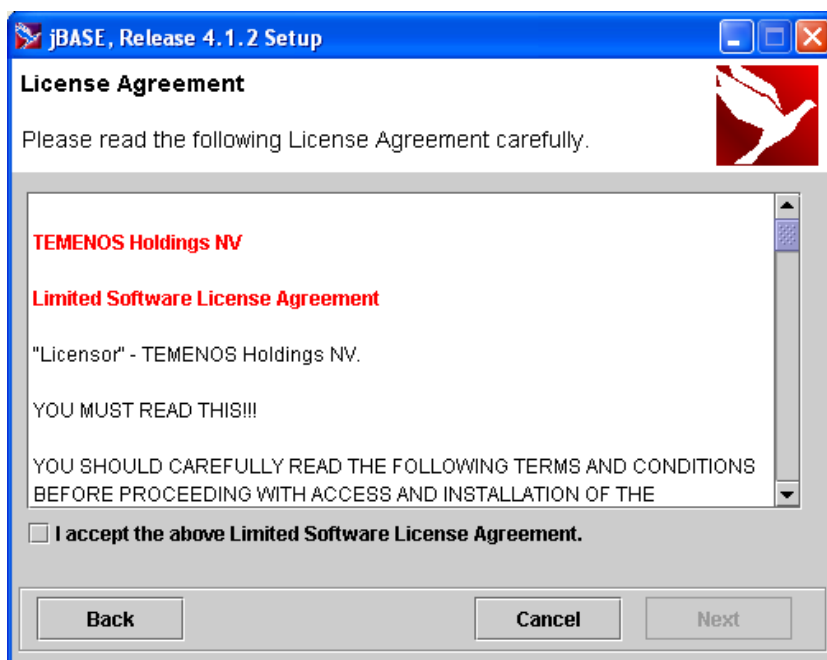 jBASE, Release 4.1.2 Setup
License Agreement
Please read the following License Agreement carefully.
TEMENOS Holdings NV
Limited Software License Agreement
"Licensor" - TEMENOS Holdings NV.
YOU MUST READ THIS!!!
YOU SHOULD CAREFULLY READ THE FOLLOWING TERMS AND CONDITIONS
BEFORE PROCEEDING WITH ACCESS AND INSTALLATION OF THE
I accept the above Limited Software License Agreement.
Back
Cancel
Next